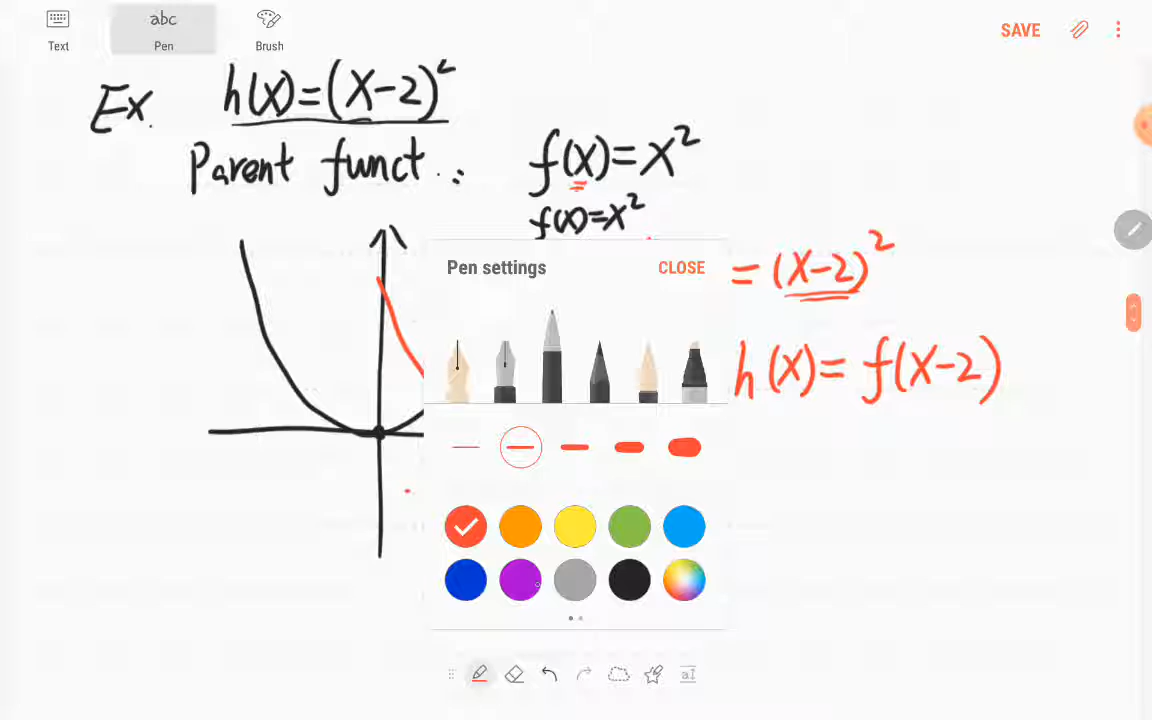 Text
abc
Pen
Brush
SAVE
Ex. h(x)=(x-2)²
Parent funct.: f(x)=x²
f(x)=x²
Pen settings
CLOSE
=(x-2)²
h(x)=f(x-2)